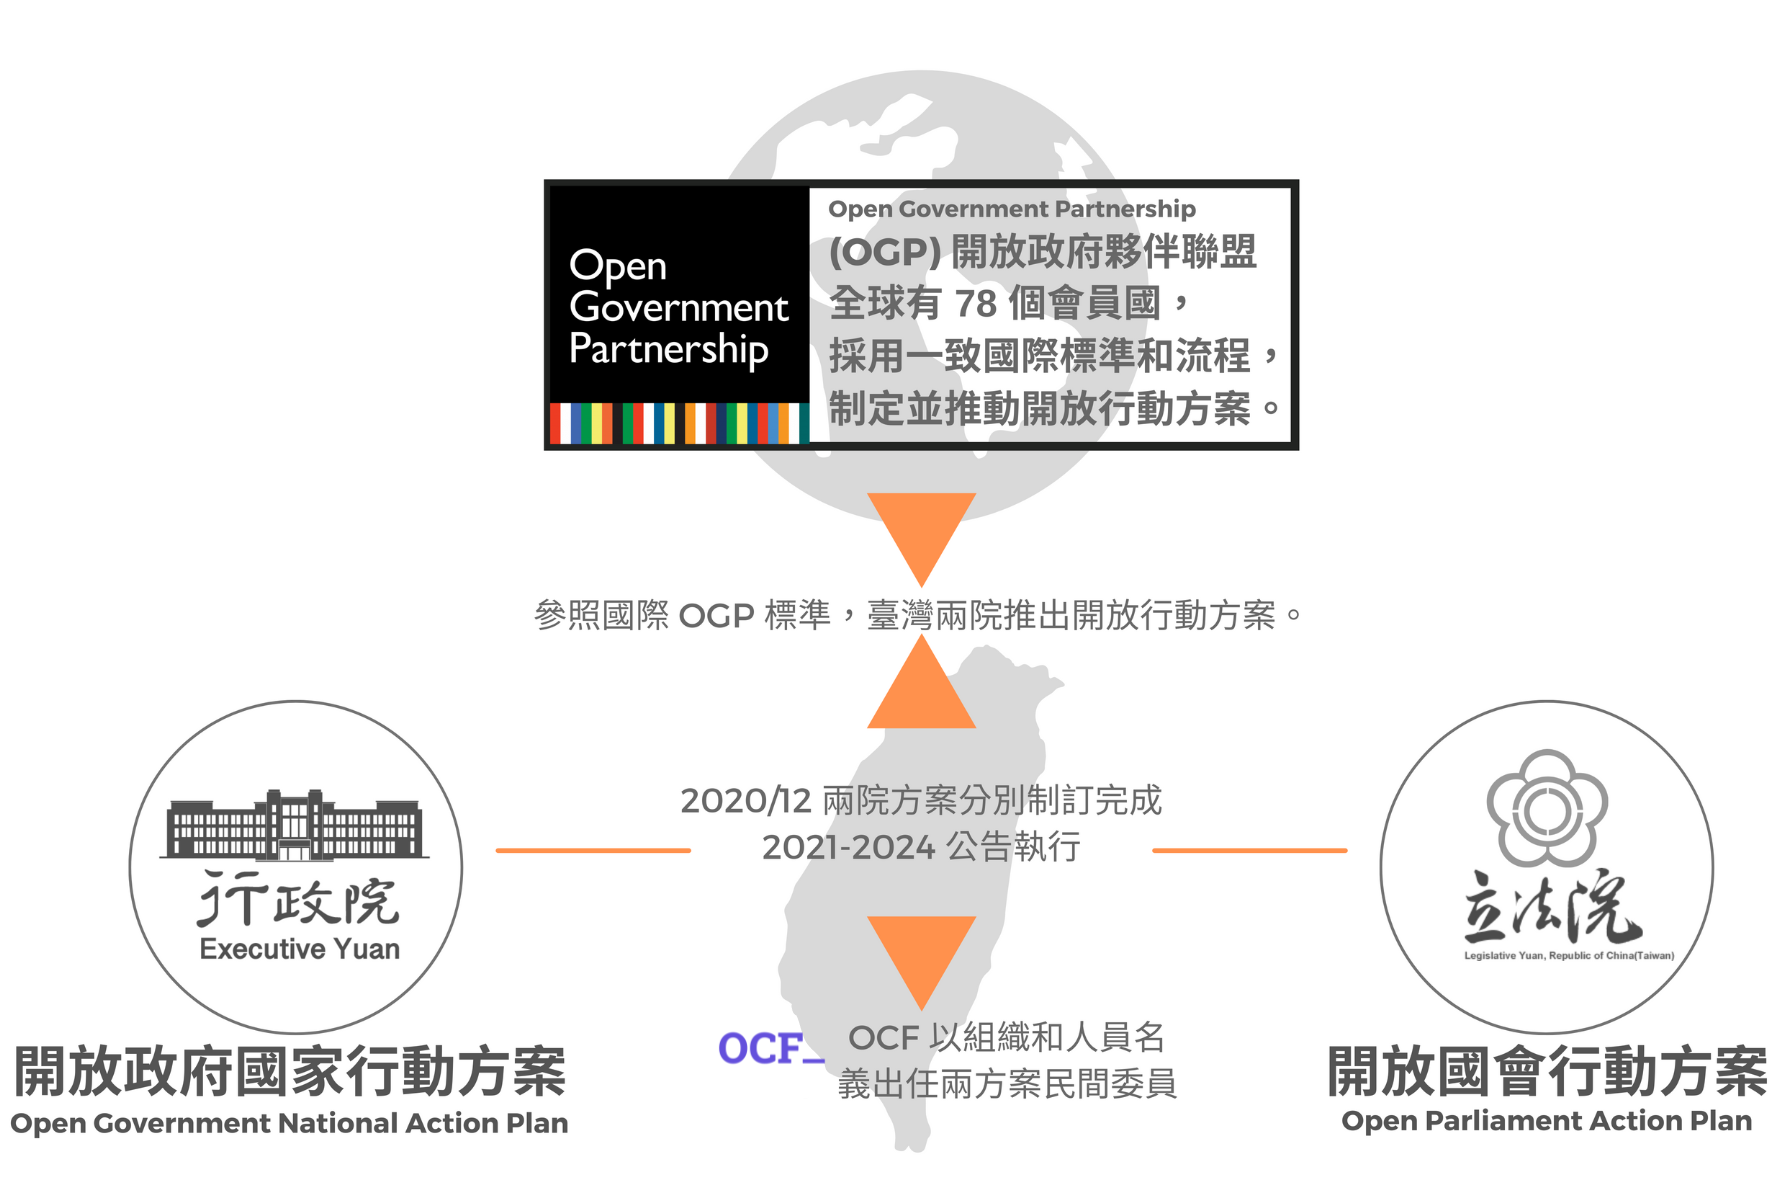 Open
Government
Partnership
Open Government Partnership
(OGP) 開放政府夥伴聯盟
全球有 78 個會員國，
採用一致國際標準和流程，
制定並推動開放行動方案。
參照國際 OGP 標準，臺灣兩院推出開放行動方案。
2020/12 兩院方案分別制訂完成
2021-2024 公告執行
行政院
Executive Yuan
開放政府國家行動方案
Open Government National Action Plan
立法院
Legislative Yuan, Republic of China(Taiwan)
開放國會行動方案
Open Parliament Action Plan
OCF_
OCF 以組織和人員名
義出任兩方案民間委員